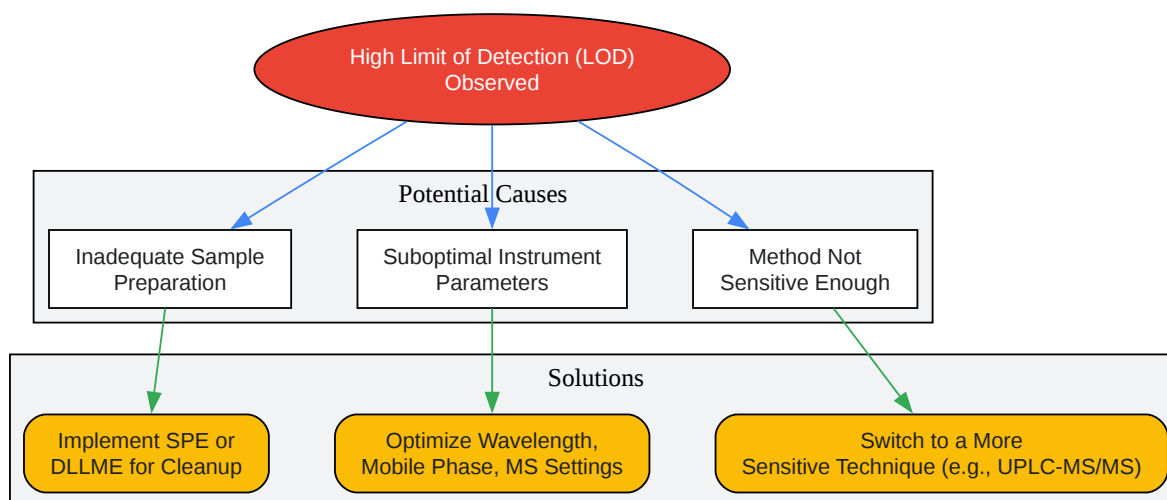 High Limit of Detection (LOD)
Observed
Potential Causes
Inadequate Sample
Preparation
Suboptimal Instrument
Parameters
Method Not
Sensitive Enough
Solutions
Implement SPE or
DLLME for Cleanup
Optimize Wavelength,
Mobile Phase, MS Settings
Switch to a More
Sensitive Technique (e.g., UPLC-MS/MS)